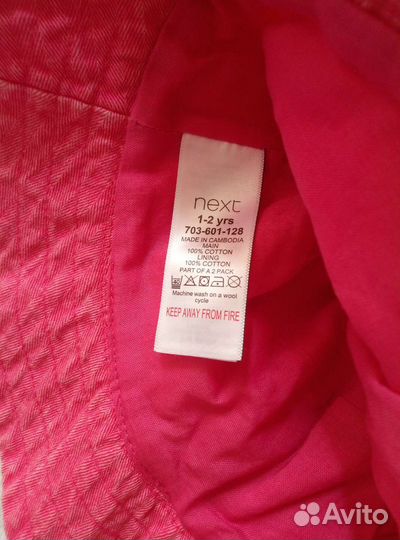 next
1-2 yrs
703-601-128
MADE IN CAMBODIA
MAIN
100% COTTON
LINING
100% COTTON
PART OF A 2 PACK
Machine wash on a wool
cycle
KEEP AWAY FROM FIRE
Avito